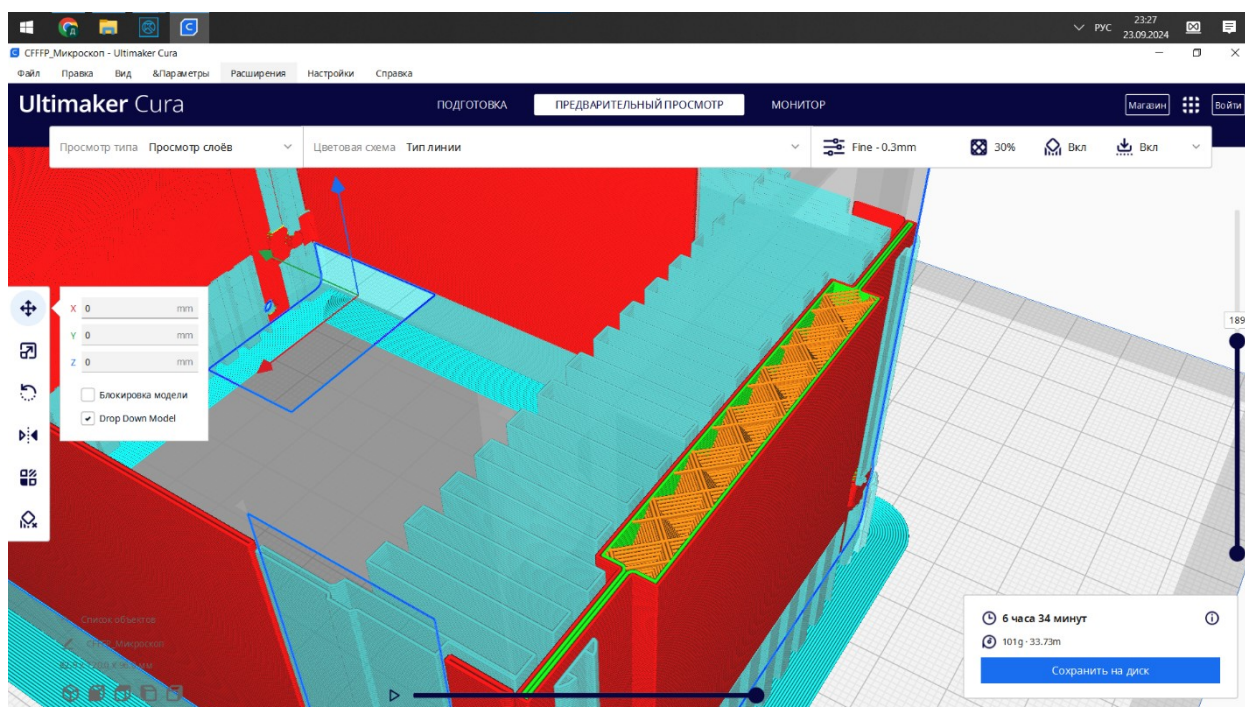 РУС
23:27
23.09.2024
CFFFP_Микроскоп - Ultimaker Cura
Файл Правка Вид &Параметры Расширения Настройки Справка
Ultimaker Cura
ПОДГОТОВКА ПРЕДВАРИТЕЛЬНЫЙ ПРОСМОТР МОНИТОР
Магазин Войти
Просмотр типа Просмотр слоёв Цветовая схема Тип линии Fine - 0.3mm 30% Вкл Вкл
X 0 mm
Y 0 mm
Z 0 mm
Блокировка модели
Drop Down Model
189
Список объектов
CFFFP_Микроскоп
6 часа 34 минут
101g · 33.73m
Сохранить на диск